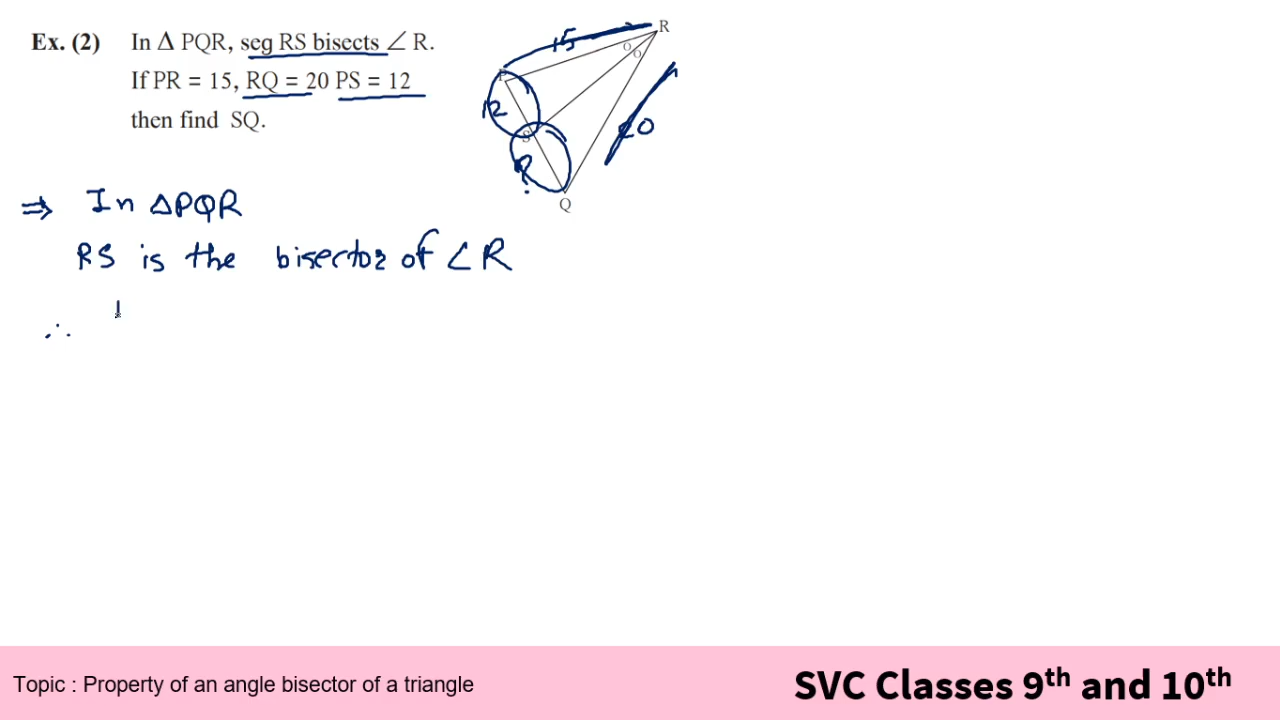 Ex. (2) In Δ PQR, seg RS bisects ∠ R.
If PR = 15, RQ = 20 PS = 12
then find SQ.
R
15
P
12
S
20
?
Q
⇒ In ΔPQR
RS is the bisector of ∠R
∴
Topic : Property of an angle bisector of a triangle
SVC Classes 9th and 10th